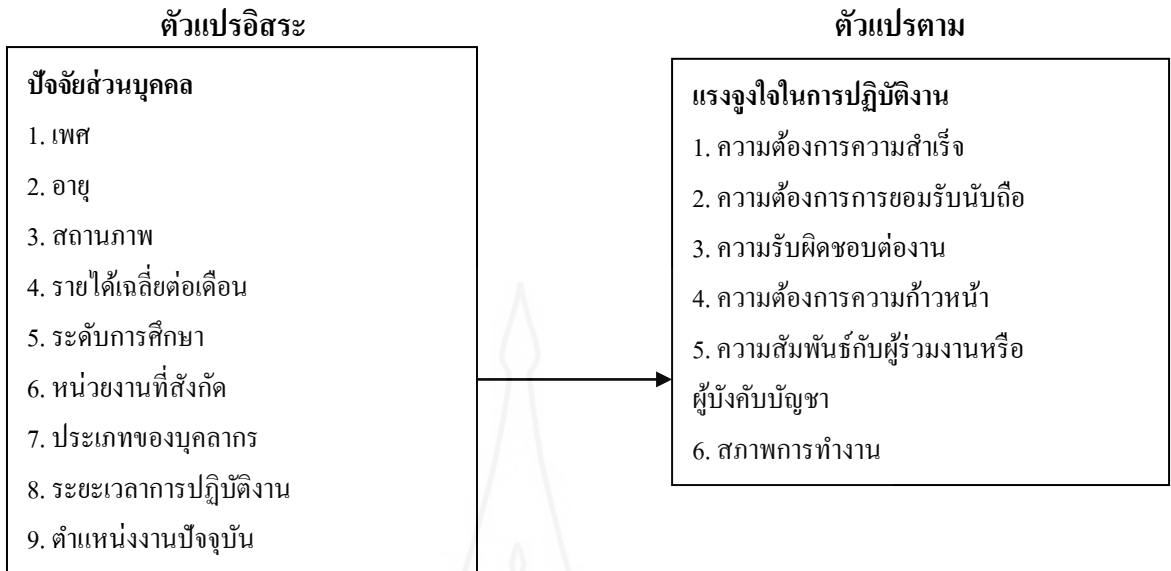 ตัวแปรอิสระ
ปัจจัยส่วนบุคคล
1. เพศ
2. อายุ
3. สถานภาพ
4. รายได้เฉลี่ยต่อเดือน
5. ระดับการศึกษา
6. หน่วยงานที่สังกัด
7. ประเภทของบุคลากร
8. ระยะเวลาการปฏิบัติงาน
9. ตำแหน่งงานปัจจุบัน
ตัวแปรตาม
แรงจูงใจในการปฏิบัติงาน
1. ความต้องการความสำเร็จ
2. ความต้องการการยอมรับนับถือ
3. ความรับผิดชอบต่องาน
4. ความต้องการความก้าวหน้า
5. ความสัมพันธ์กับผู้ร่วมงานหรือ
ผู้บังคับบัญชา
6. สภาพการทำงาน